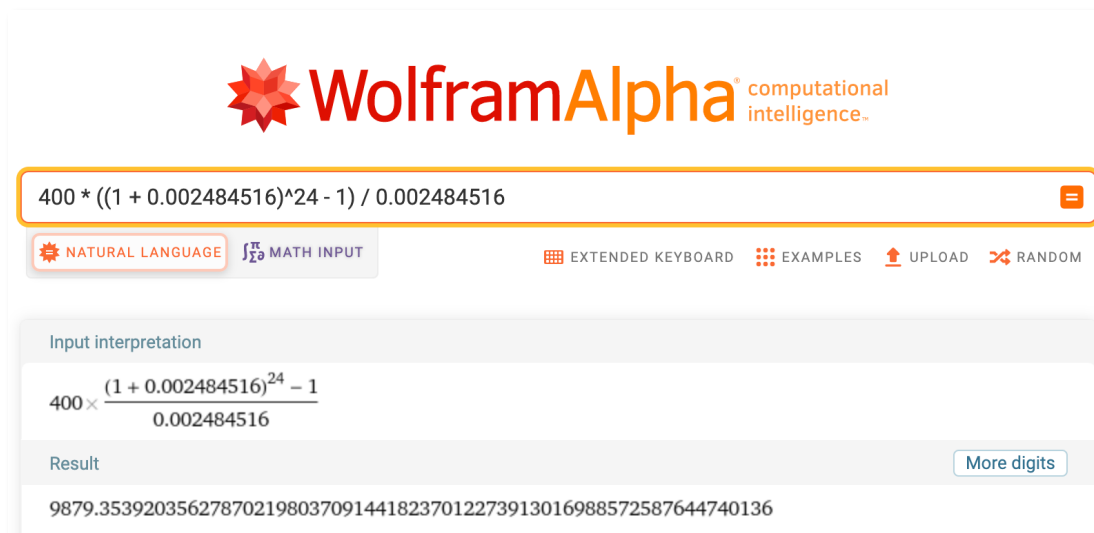 WolframAlpha computational
intelligence™
400 * ((1 + 0.002484516)^24 - 1) / 0.002484516
NATURAL LANGUAGE ∫Σ∂π MATH INPUT EXTENDED KEYBOARD EXAMPLES UPLOAD RANDOM
Input interpretation
400 × ((1 + 0.002484516)^24 − 1)/0.002484516
Result More digits
9879.35392035627870219803709144182370122739130169885725876447401​36